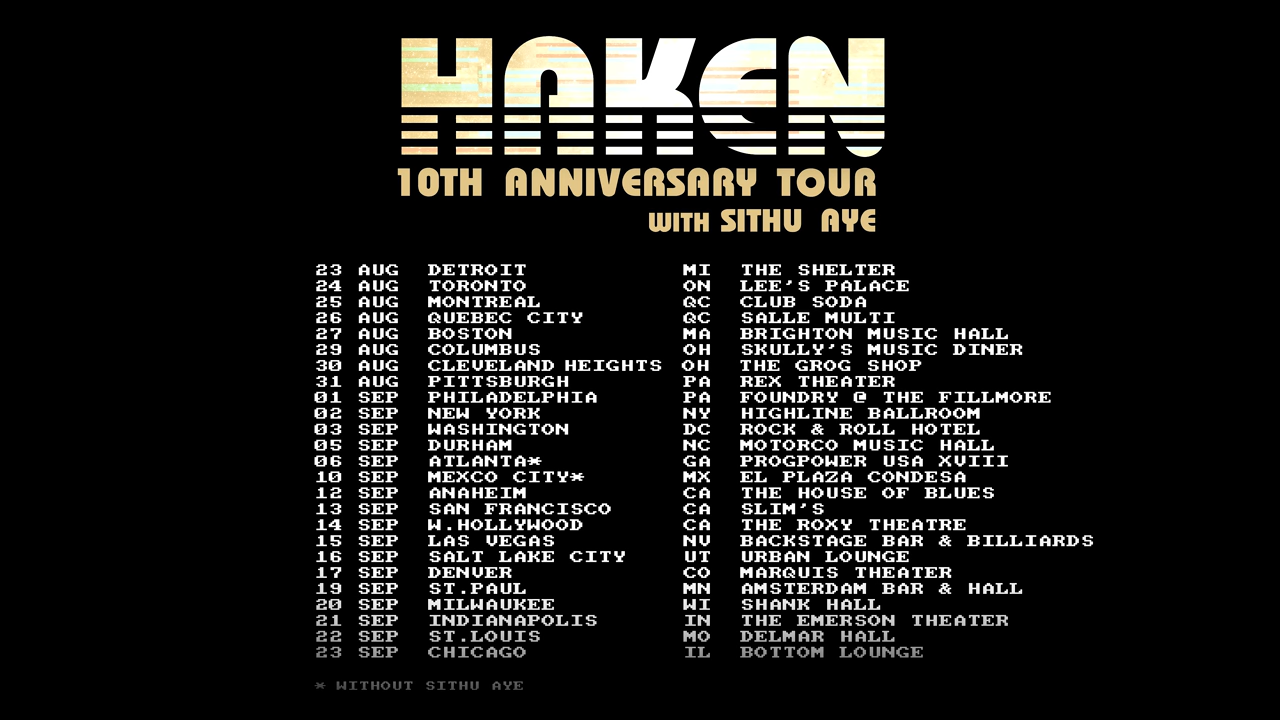 HAKEN
10TH ANNIVERSARY TOUR
WITH SITHU AYE
23 AUG DETROIT MI THE SHELTER
24 AUG TORONTO ON LEE'S PALACE
25 AUG MONTREAL QC CLUB SODA
26 AUG QUEBEC CITY QC SALLE MULTI
27 AUG BOSTON MA BRIGHTON MUSIC HALL
29 AUG COLUMBUS OH SKULLY'S MUSIC DINER
30 AUG CLEVELAND HEIGHTS OH THE GROG SHOP
31 AUG PITTSBURGH PA REX THEATER
01 SEP PHILADELPHIA PA FOUNDRY @ THE FILLMORE
02 SEP NEW YORK NY HIGHLINE BALLROOM
03 SEP WASHINGTON DC ROCK & ROLL HOTEL
05 SEP DURHAM NC MOTORCO MUSIC HALL
06 SEP ATLANTA* GA PROGPOWER USA XVIII
10 SEP MEXCO CITY* MX EL PLAZA CONDESA
12 SEP ANAHEIM CA THE HOUSE OF BLUES
13 SEP SAN FRANCISCO CA SLIM'S
14 SEP W.HOLLYWOOD CA THE ROXY THEATRE
15 SEP LAS VEGAS NV BACKSTAGE BAR & BILLIARDS
16 SEP SALT LAKE CITY UT URBAN LOUNGE
17 SEP DENVER CO MARQUIS THEATER
19 SEP ST.PAUL MN AMSTERDAM BAR & HALL
20 SEP MILWAUKEE WI SHANK HALL
21 SEP INDIANAPOLIS IN THE EMERSON THEATER
22 SEP ST.LOUIS MO DELMAR HALL
23 SEP CHICAGO IL BOTTOM LOUNGE
* WITHOUT SITHU AYE